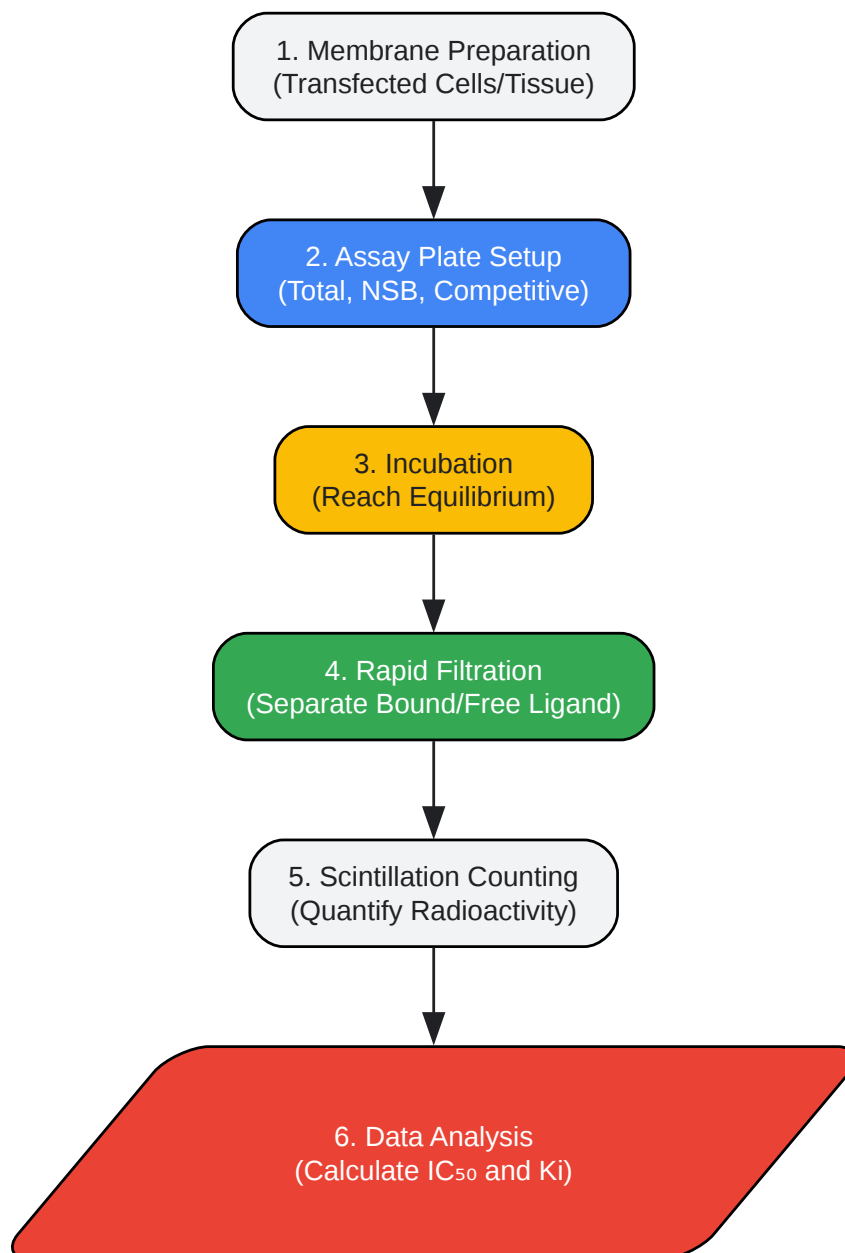 1. Membrane Preparation
(Transfected Cells/Tissue)
2. Assay Plate Setup
(Total, NSB, Competitive)
3. Incubation
(Reach Equilibrium)
4. Rapid Filtration
(Separate Bound/Free Ligand)
5. Scintillation Counting
(Quantify Radioactivity)
6. Data Analysis
(Calculate IC₅₀ and Ki)